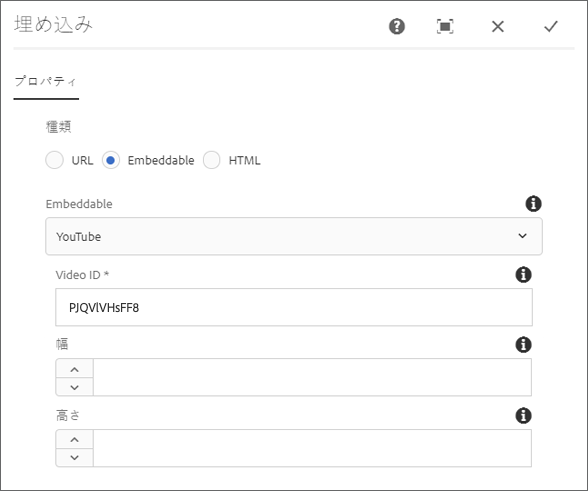 埋め込み
プロパティ
種類
URL Embeddable HTML
Embeddable
YouTube
Video ID *
PJQVlVHsFF8
幅
高さ